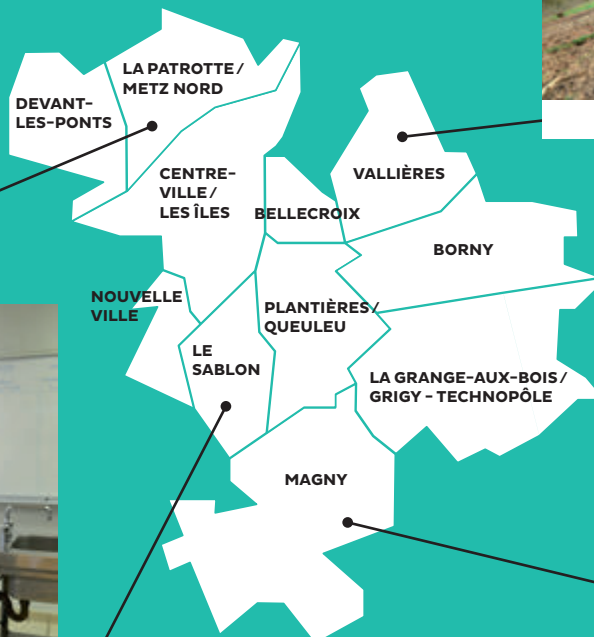 LA PATROTTE/
METZ NORD
DEVANT-
LES-PONTS
CENTRE-
VILLE/
LES ÎLES
BELLECROIX
VALLIÈRES
BORNY
NOUVELLE
VILLE
PLANTIÈRES/
QUEULEU
LE
SABLON
LA GRANGE-AUX-BOIS/
GRIGY - TECHNOPÔLE
MAGNY